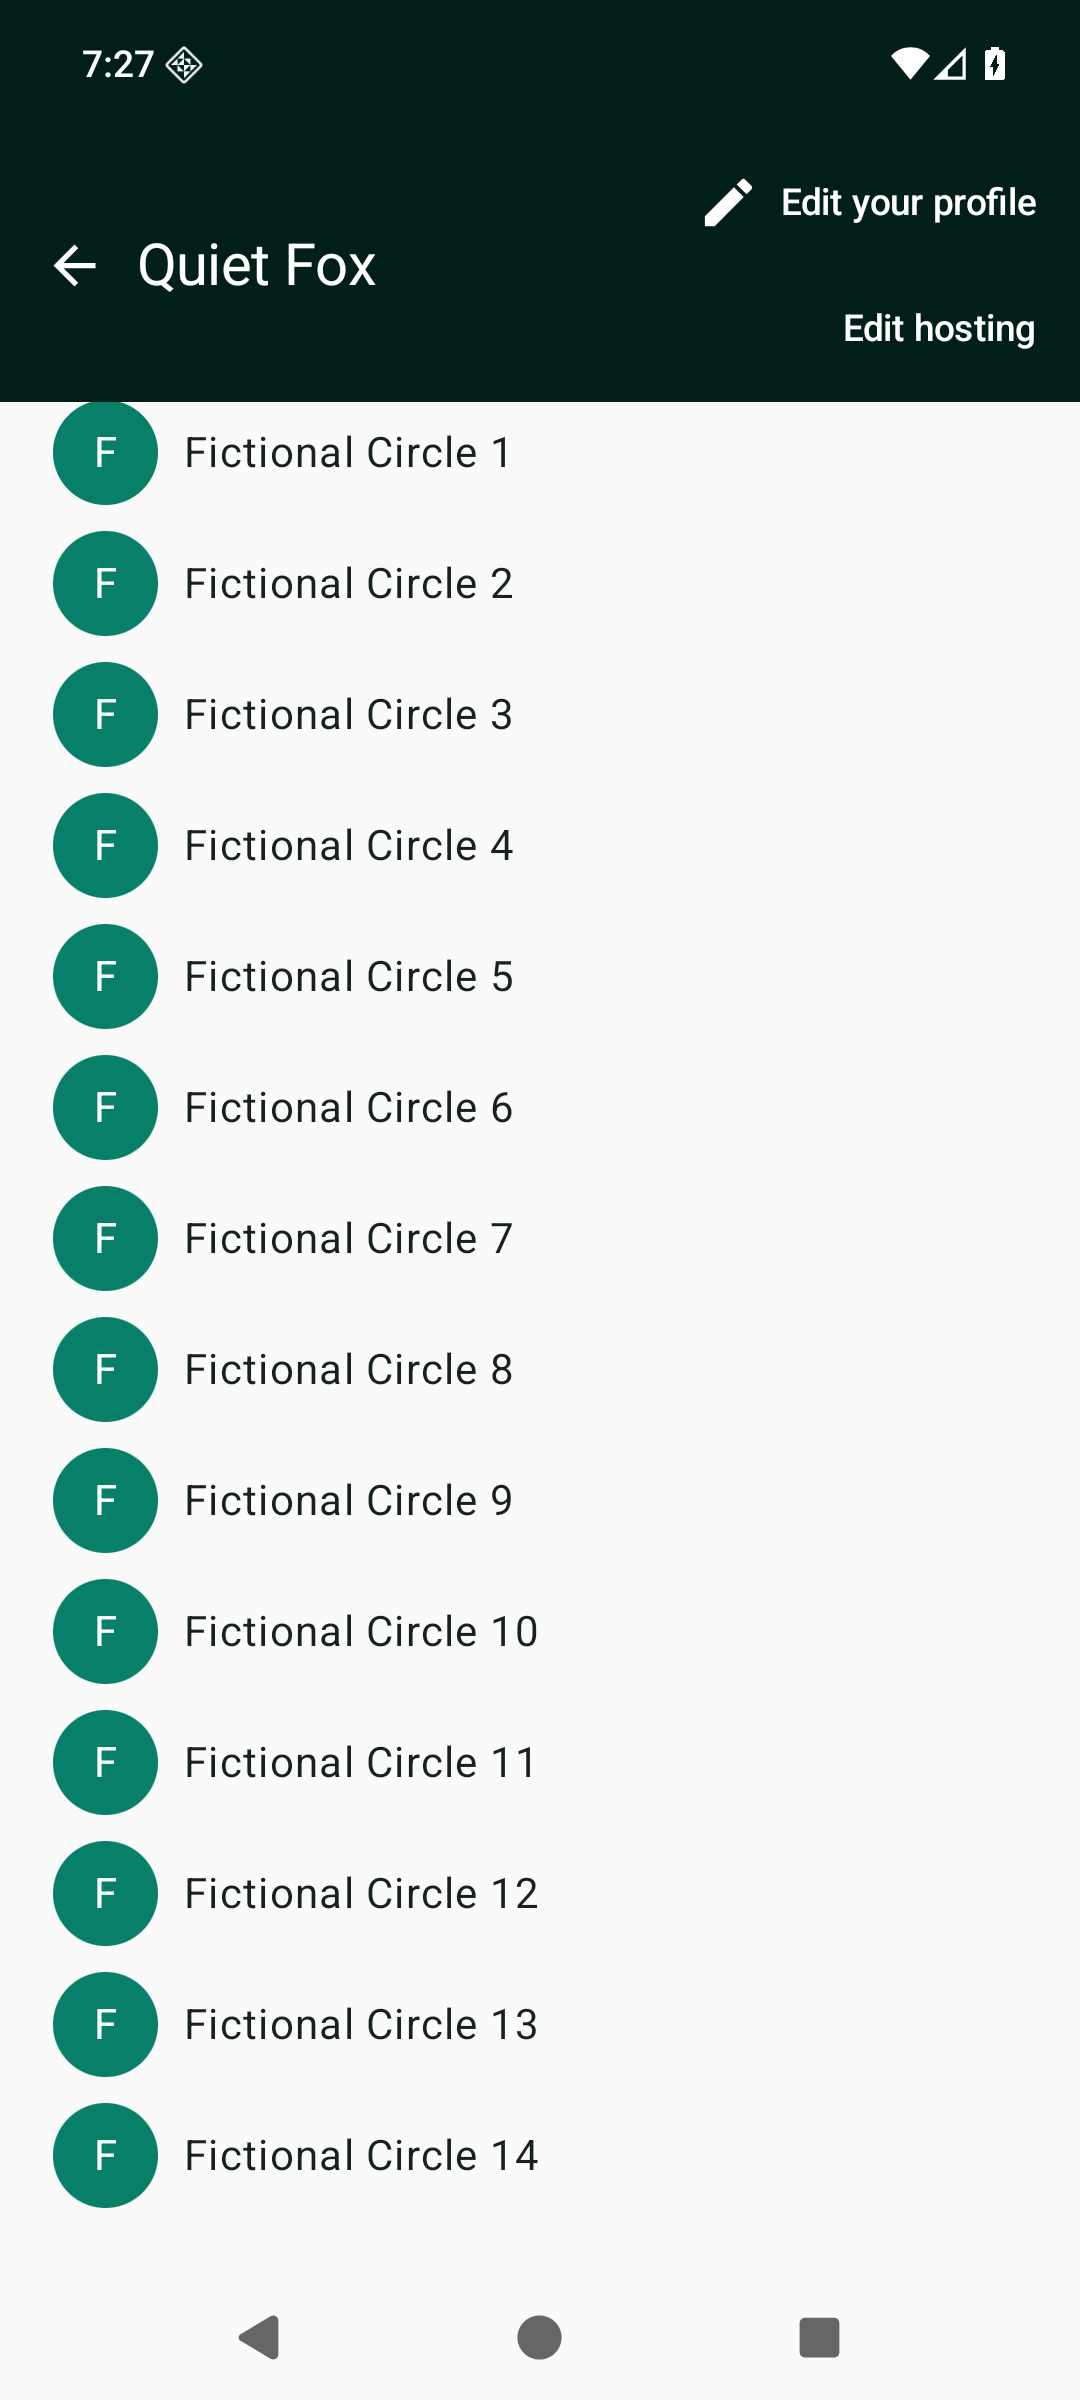 7:27
Edit your profile
Quiet Fox
Edit hosting
F Fictional Circle 1
F Fictional Circle 2
F Fictional Circle 3
F Fictional Circle 4
F Fictional Circle 5
F Fictional Circle 6
F Fictional Circle 7
F Fictional Circle 8
F Fictional Circle 9
F Fictional Circle 10
F Fictional Circle 11
F Fictional Circle 12
F Fictional Circle 13
F Fictional Circle 14